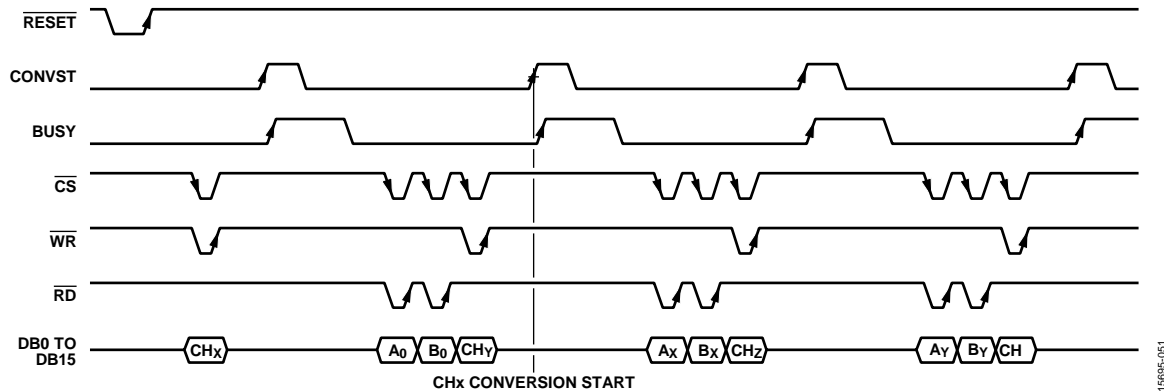 RESET
CONVST
BUSY
CS
WR
RD
DB0 TO
DB15
CHX
A0 B0 CHY
AX BX CHZ
AY BY CH
CHx CONVERSION START
15695-051